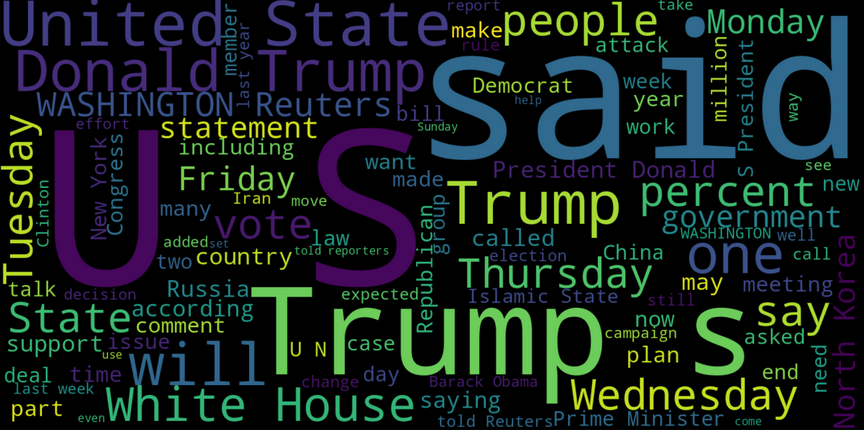 United State
report
make
people
take
Monday
member
last year
rule
attack
million
S President
said
Donald Trump
Democrat
week
help
year
way
WASHINGTON Reuters
bill
work
Sunday
Tuesday
effort
statement
U S
including
want
President Donald
see
New York
Congress
Friday
made
percent
new
clinton
Iran
move
Trump
government
many
vote
group
Republican
WASHINGTON
well
added
set
law
called
one
told reporters
election
China
call
two
country
Thursday
may
meeting
North Korea
talk
decision
Russia
expected
Islamic State
still
say
according
Trump s
State
comment
now
campaign
asked
support
issue
U N
case
plan
use
will
end
need
deal
time
change
day
Barack Obama
last week
Wednesday
part
even
White House
saying
told Reuters
Prime Minister
come